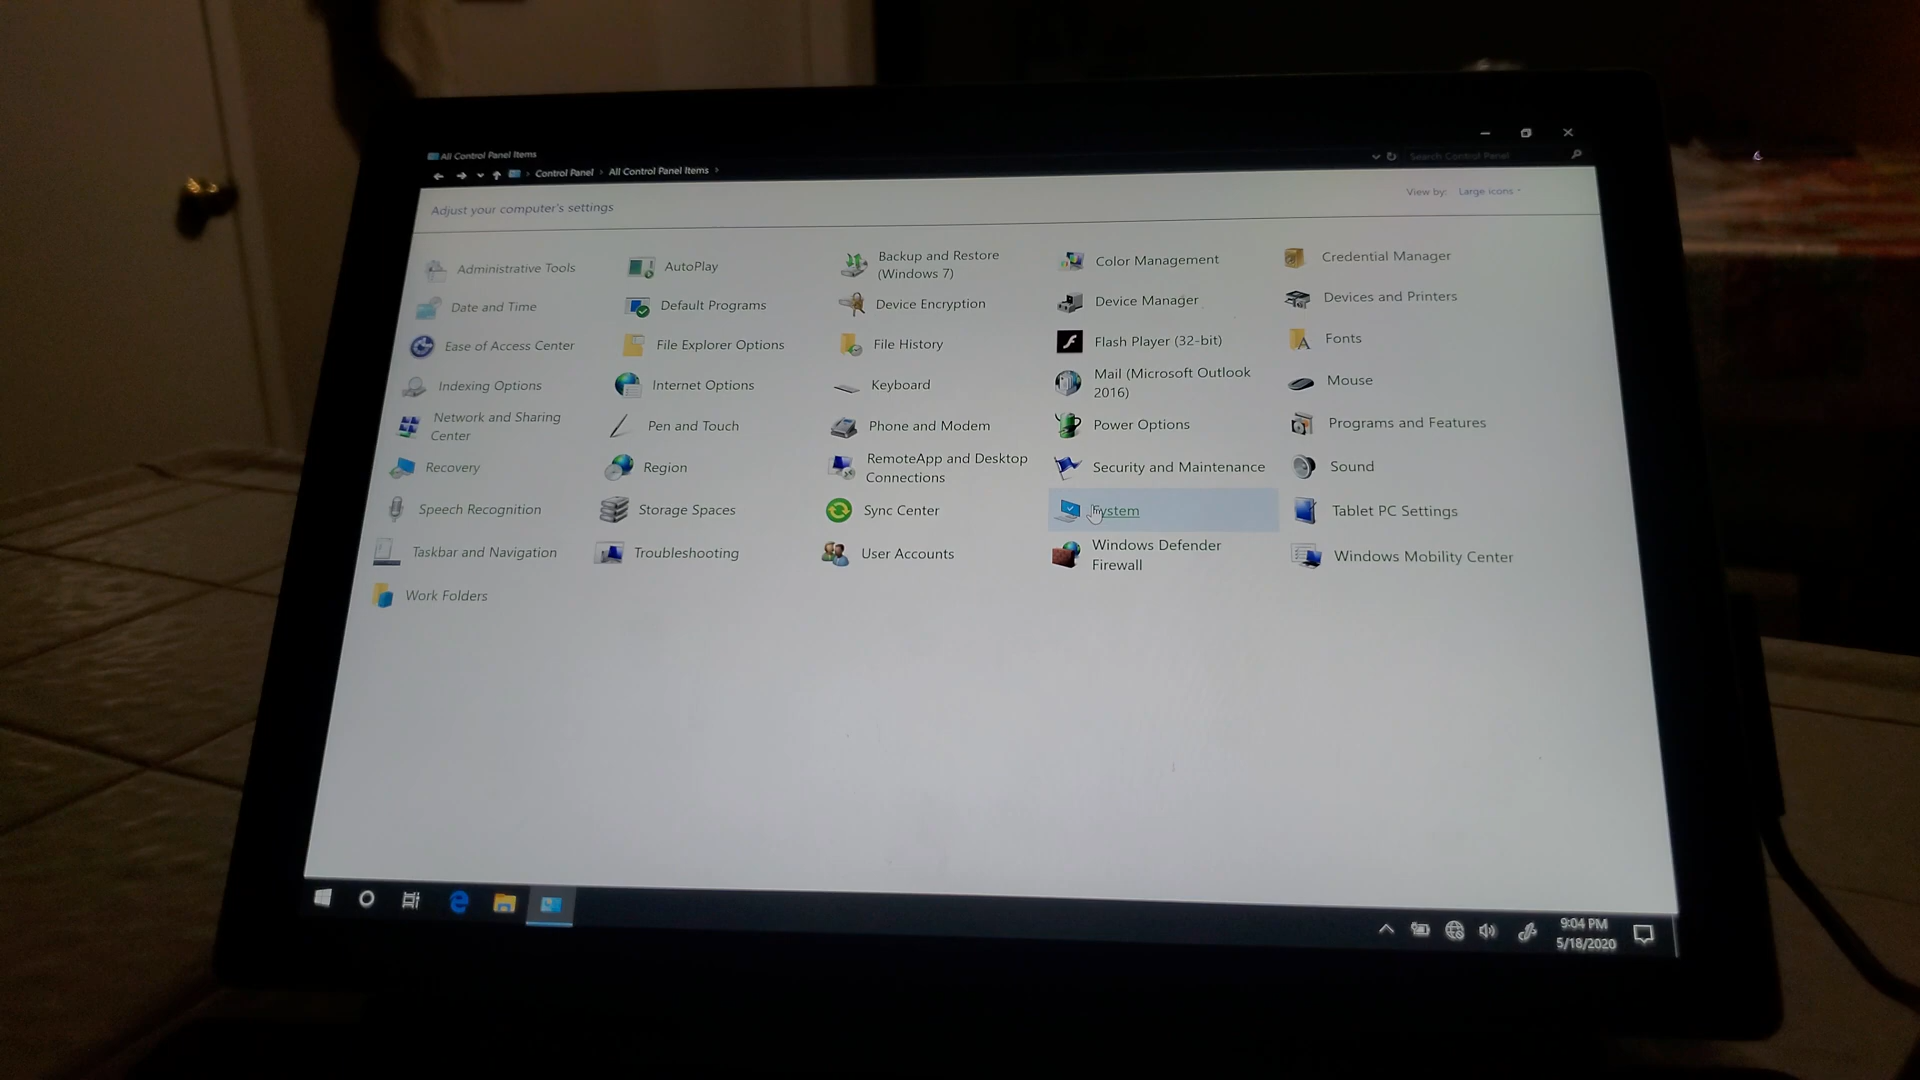 All Control Panel Items
Control Panel All Control Panel Items
Search Control Panel
Adjust your computer's settings
View by: Large icons
Administrative Tools
AutoPlay
Backup and Restore
(Windows 7)
Color Management
Credential Manager
Date and Time
Default Programs
Device Encryption
Device Manager
Devices and Printers
Ease of Access Center
File Explorer Options
File History
Flash Player (32-bit)
Fonts
Indexing Options
Internet Options
Keyboard
Mail (Microsoft Outlook
2016)
Mouse
Network and Sharing
Center
Pen and Touch
Phone and Modem
Power Options
Programs and Features
Recovery
Region
RemoteApp and Desktop
Connections
Security and Maintenance
Sound
Speech Recognition
Storage Spaces
Sync Center
System
Tablet PC Settings
Taskbar and Navigation
Troubleshooting
User Accounts
Windows Defender
Firewall
Windows Mobility Center
Work Folders
9:04 PM
5/18/2020